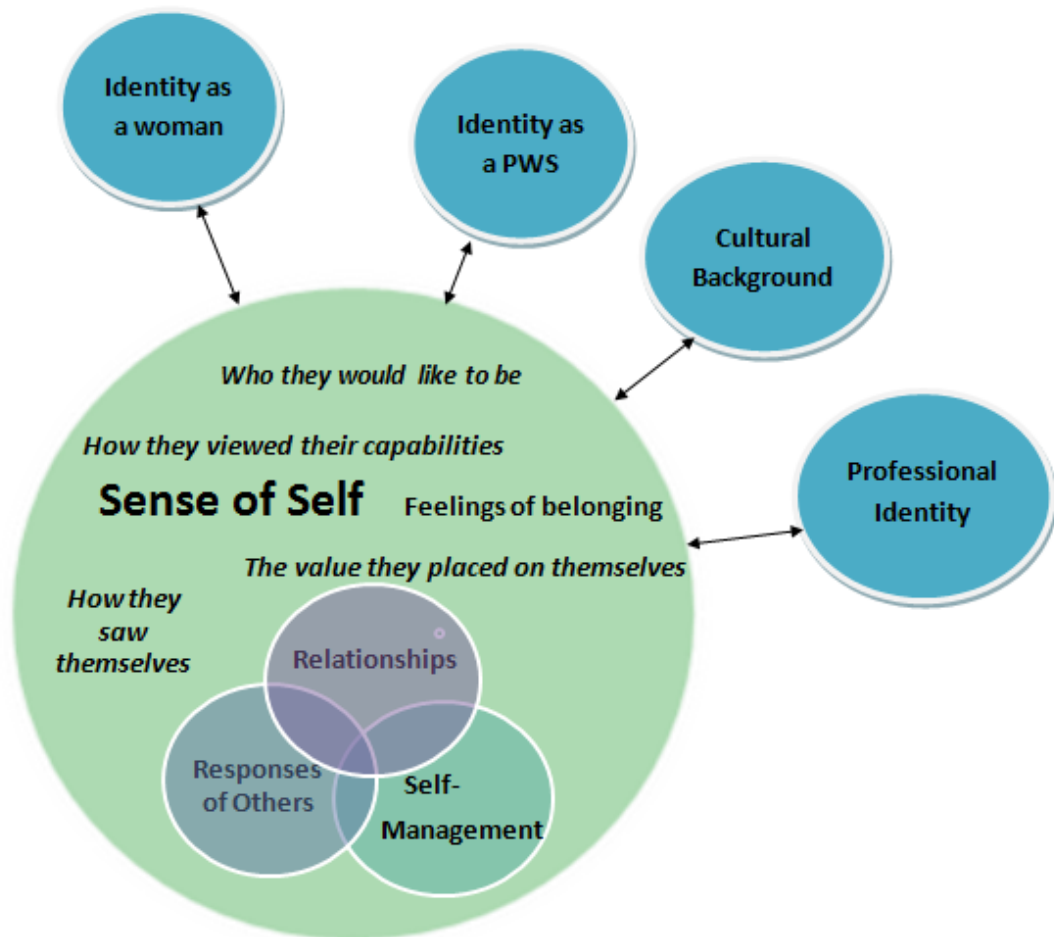 Identity as
a woman
Identity as
a PWS
Cultural
Background
Professional
Identity
Who they would like to be
How they viewed their capabilities
Sense of Self
Feelings of belonging
The value they placed on themselves
How they
saw
themselves
Relationships
Responses
of Others
Self-
Management